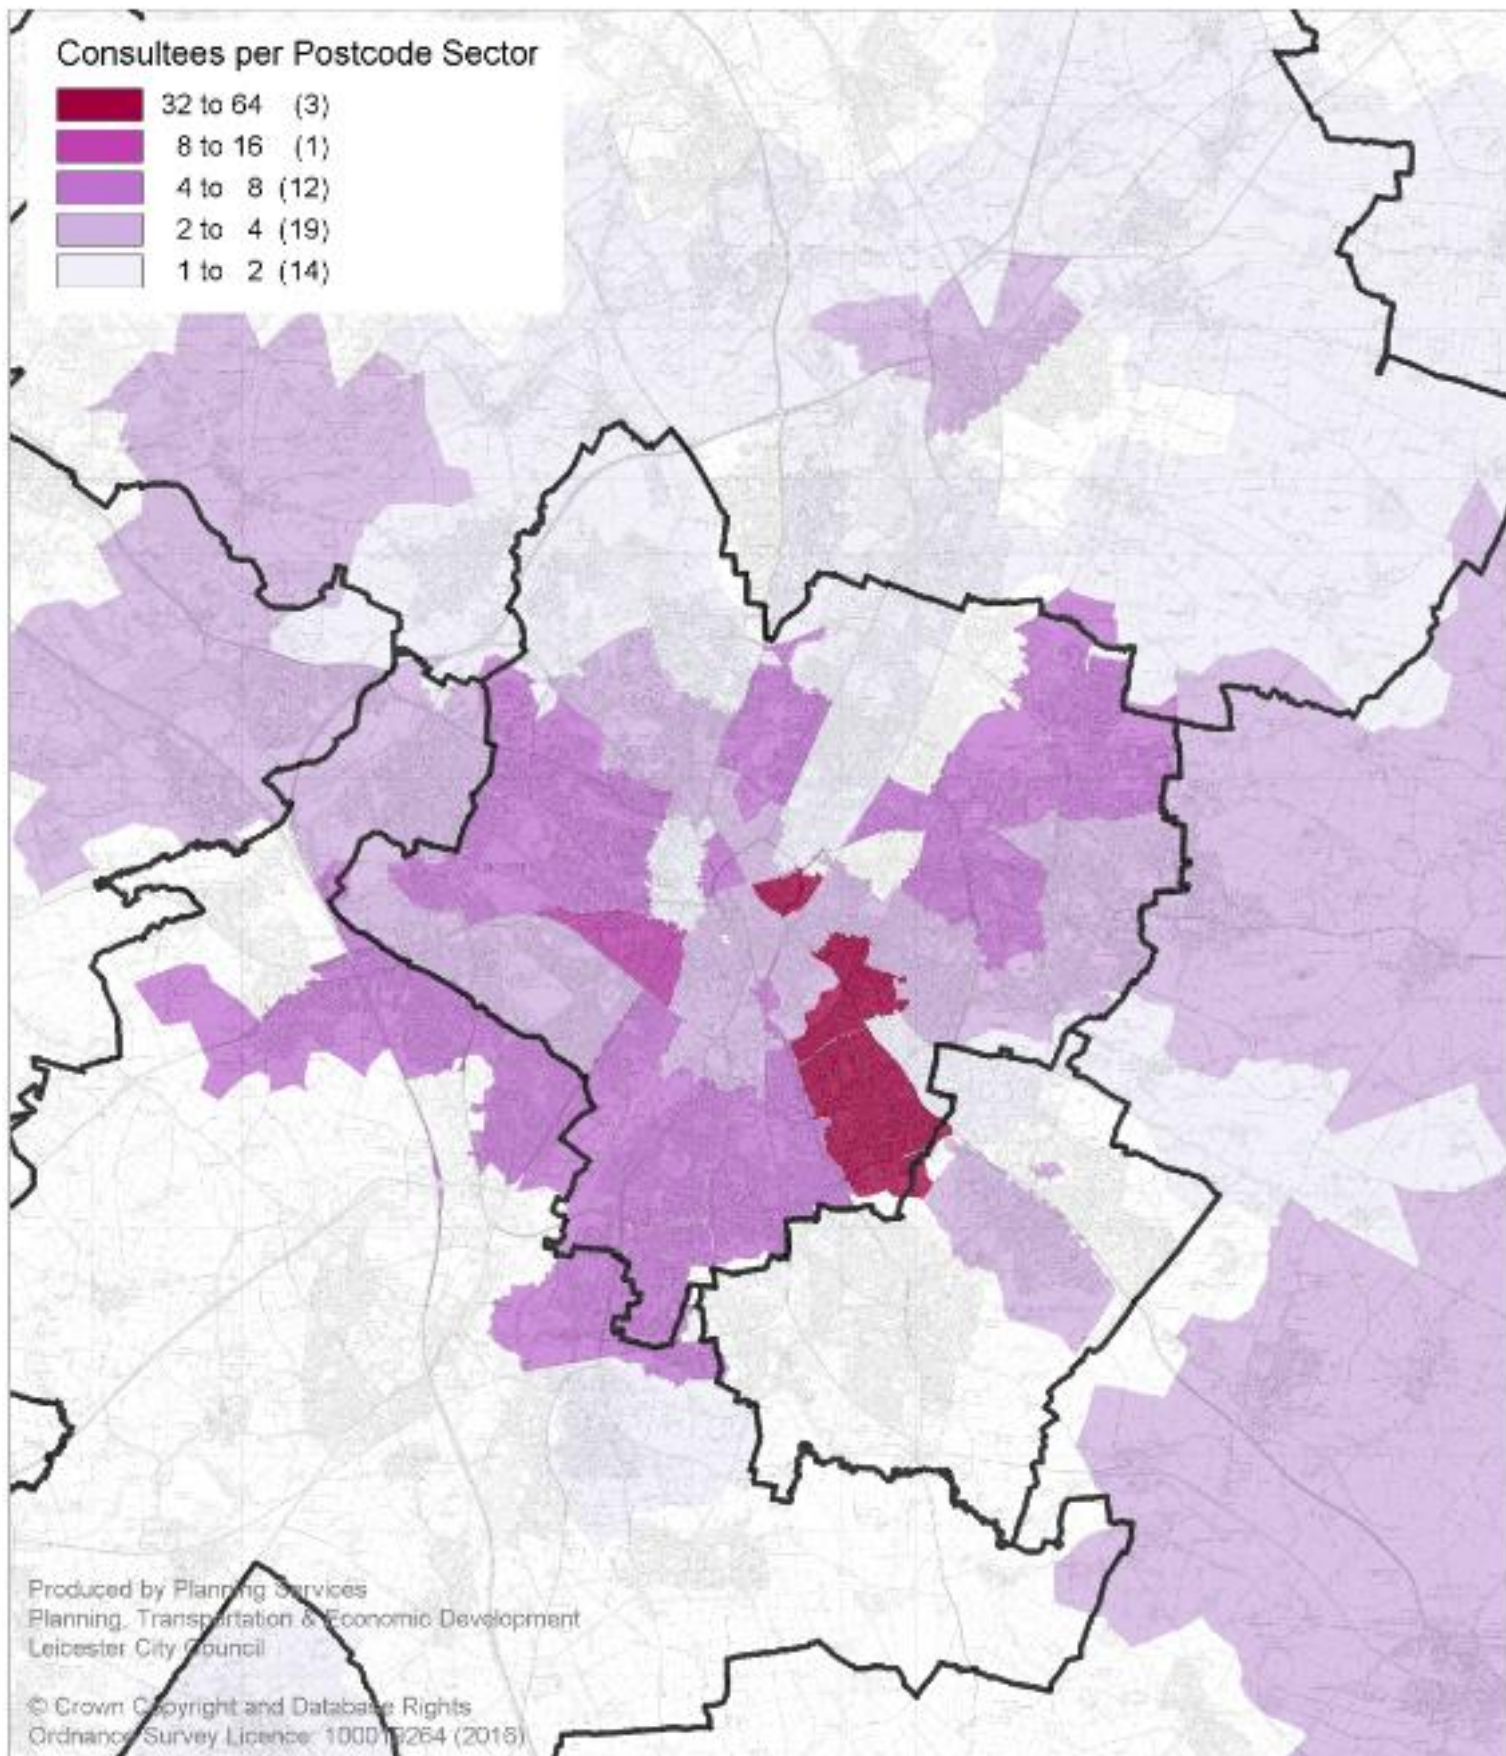 Consultees per Postcode Sector
32 to 64 (3)
8 to 16 (1)
4 to 8 (12)
2 to 4 (19)
1 to 2 (14)
Produced by Planning Services
Planning, Transportation & Economic Development
Leicester City Council
© Crown Copyright and Database Rights
Ordnance Survey Licence: 100019264 (2016)